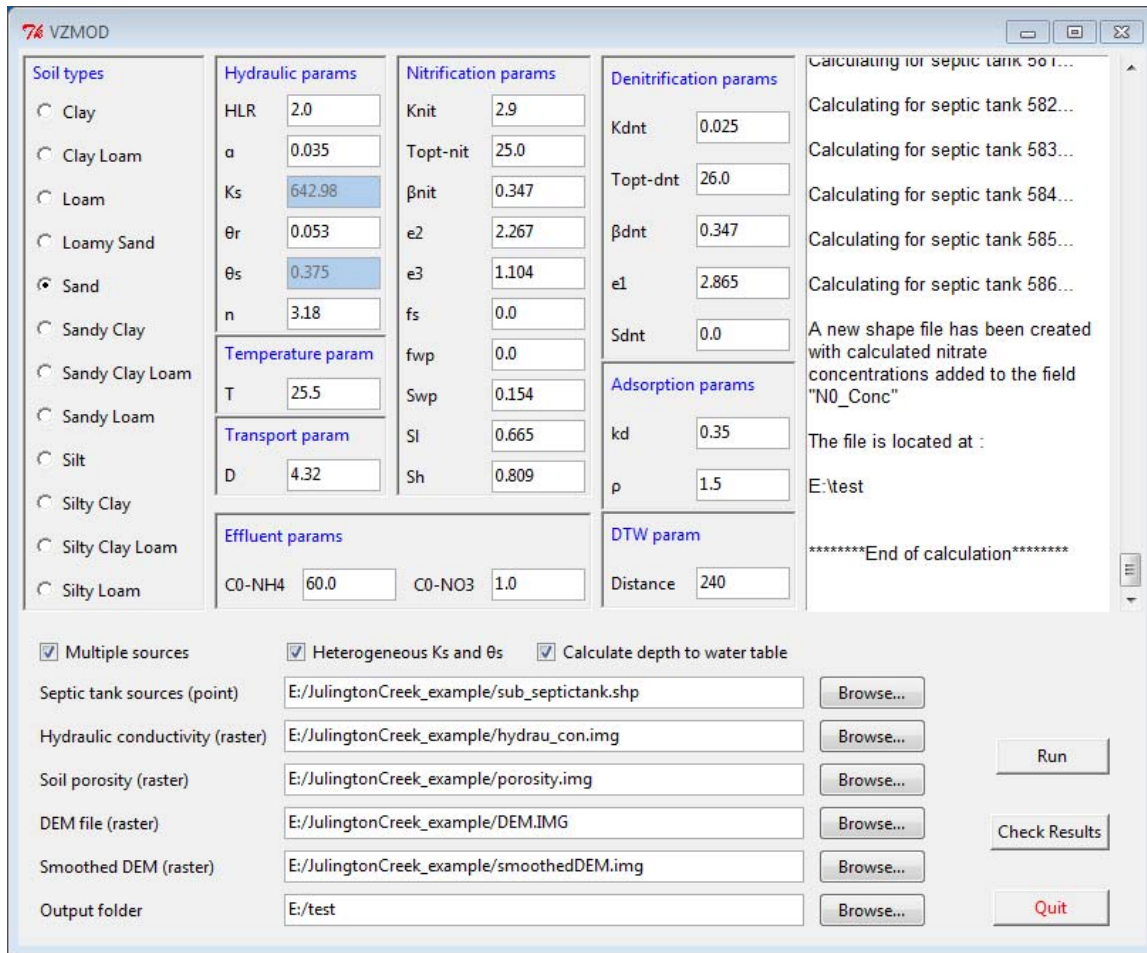 VZMOD
Soil types
Clay
Clay Loam
Loam
Loamy Sand
Sand
Sandy Clay
Sandy Clay Loam
Sandy Loam
Silt
Silty Clay
Silty Clay Loam
Silty Loam
Hydraulic params
HLR 2.0
α 0.035
Ks 642.98
θr 0.053
θs 0.375
n 3.18
Temperature param
T 25.5
Transport param
D 4.32
Nitrification params
Knit 2.9
Topt-nit 25.0
βnit 0.347
e2 2.267
e3 1.104
fs 0.0
fwp 0.0
Swp 0.154
Sl 0.665
Sh 0.809
Effluent params
C0-NH4 60.0 C0-NO3 1.0
Denitrification params
Kdnt 0.025
Topt-dnt 26.0
βdnt 0.347
e1 2.865
Sdnt 0.0
Adsorption params
kd 0.35
ρ 1.5
DTW param
Distance 240
Calculating for septic tank 581...
Calculating for septic tank 582...
Calculating for septic tank 583...
Calculating for septic tank 584...
Calculating for septic tank 585...
Calculating for septic tank 586...
A new shape file has been created
with calculated nitrate
concentrations added to the field
"N0_Conc"
The file is located at :
E:\test
********End of calculation********
Multiple sources Heterogeneous Ks and θs Calculate depth to water table
Septic tank sources (point) E:/JulingtonCreek_example/sub_septictank.shp Browse...
Hydraulic conductivity (raster) E:/JulingtonCreek_example/hydrau_con.img Browse...
Soil porosity (raster) E:/JulingtonCreek_example/porosity.img Browse...
DEM file (raster) E:/JulingtonCreek_example/DEM.IMG Browse...
Smoothed DEM (raster) E:/JulingtonCreek_example/smoothedDEM.img Browse...
Output folder E:/test Browse...
Run
Check Results
Quit